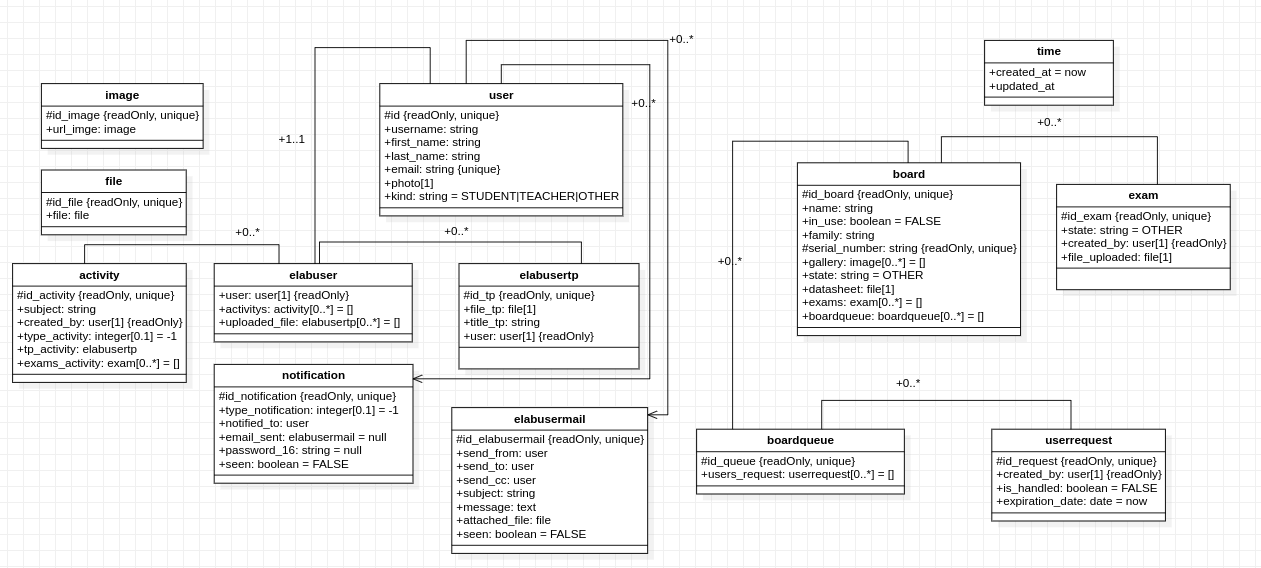 +0..*
time
+created_at = now
+updated_at
image
#id_image {readOnly, unique}
+url_imge: image
user
#id {readOnly, unique}
+username: string
+first_name: string
+last_name: string
+email: string {unique}
+photo[1]
+kind: string = STUDENT|TEACHER|OTHER
+0..*
+1..1
+0..*
file
#id_file {readOnly, unique}
+file: file
board
#id_board {readOnly, unique}
+name: string
+in_use: boolean = FALSE
+family: string
#serial_number: string {readOnly, unique}
+gallery: image[0..*] = []
+state: string = OTHER
+datasheet: file[1]
+exams: exam[0..*] = []
+boardqueue: boardqueue[0..*] = []
exam
#id_exam {readOnly, unique}
+state: string = OTHER
+created_by: user[1] {readOnly}
+file_uploaded: file[1]
+0..*
+0..*
+0..*
activity
#id_activity {readOnly, unique}
+subject: string
+created_by: user[1] {readOnly}
+type_activity: integer[0.1] = -1
+tp_activity: elabusertp
+exams_activity: exam[0..*] = []
elabuser
+user: user[1] {readOnly}
+activitys: activity[0..*] = []
+uploaded_file: elabusertp[0..*] = []
elabusertp
#id_tp {readOnly, unique}
+file_tp: file[1]
+title_tp: string
+user: user[1] {readOnly}
notification
#id_notification {readOnly, unique}
+type_notification: integer[0.1] = -1
+notified_to: user
+email_sent: elabusermail = null
+password_16: string = null
+seen: boolean = FALSE
elabusermail
#id_elabusermail {readOnly, unique}
+send_from: user
+send_to: user
+send_cc: user
+subject: string
+message: text
+attached_file: file
+seen: boolean = FALSE
+0..*
boardqueue
#id_queue {readOnly, unique}
+users_request: userrequest[0..*] = []
userrequest
#id_request {readOnly, unique}
+created_by: user[1] {readOnly}
+is_handled: boolean = FALSE
+expiration_date: date = now